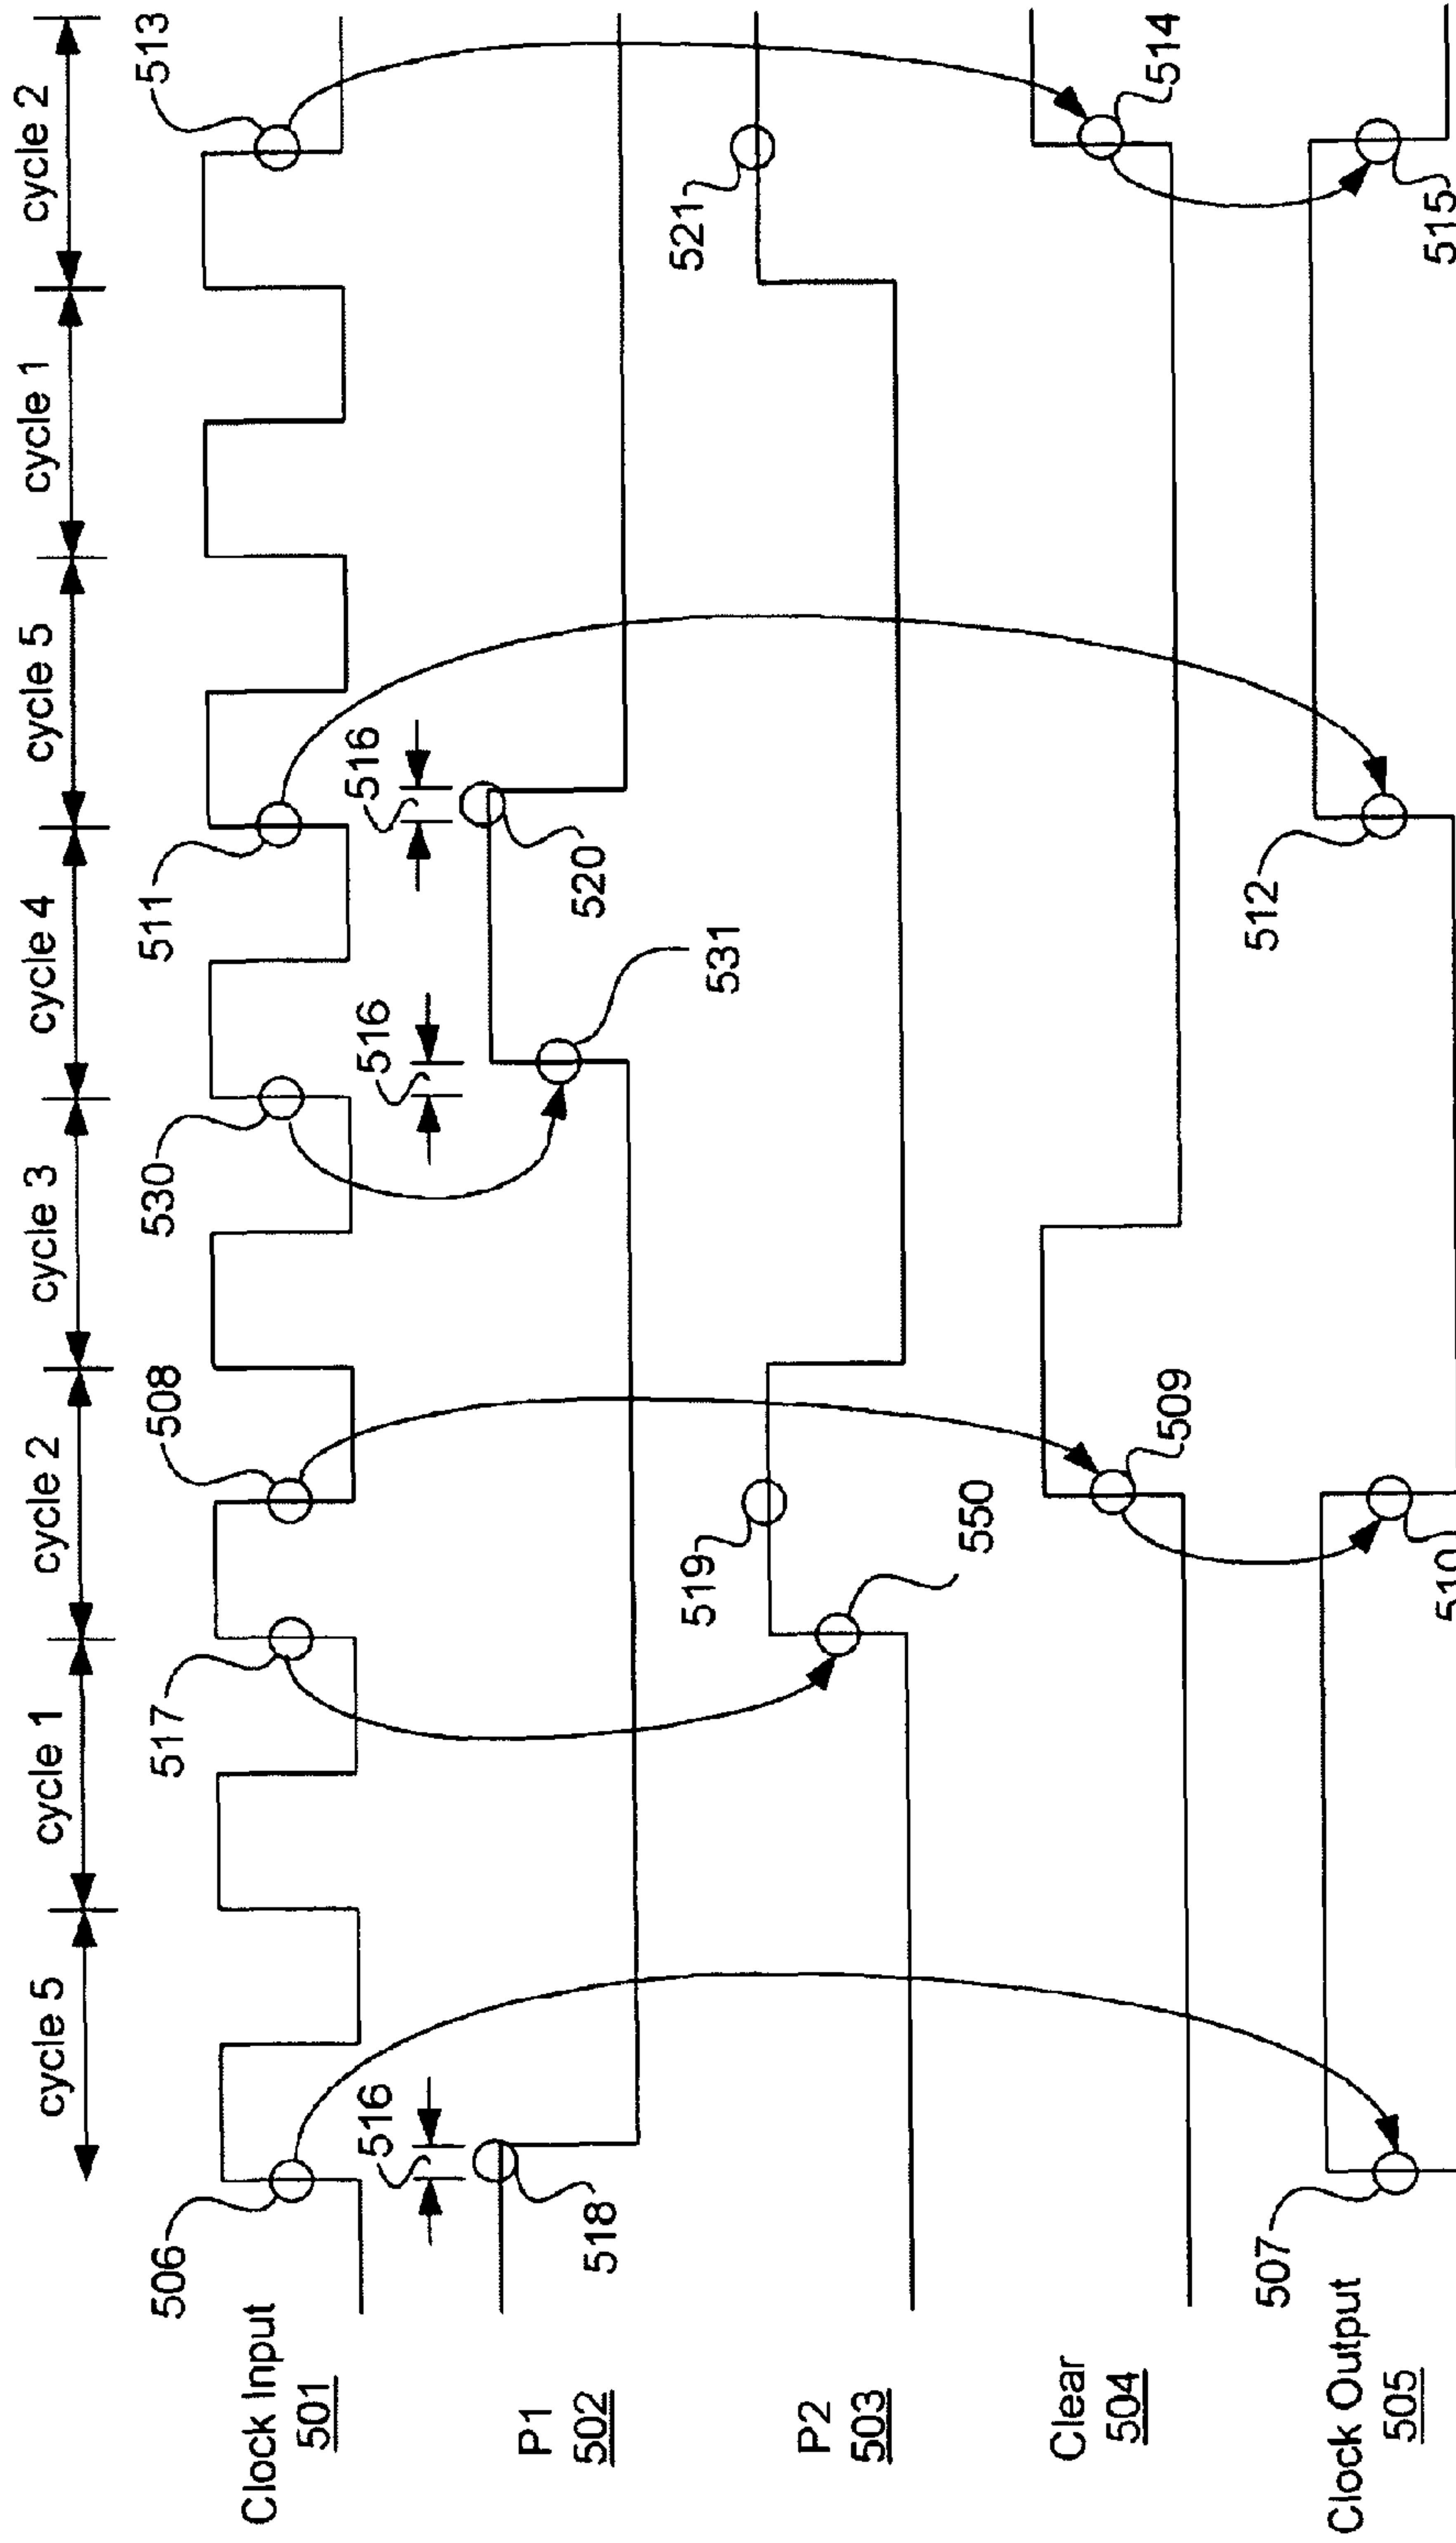 cycle 5
cycle 1
cycle 2
cycle 3
cycle 4
cycle 5
cycle 1
cycle 2
506
517
508
530
511
513
Clock Input
501
516
516
516
518
531
520
P1
502
519
550
521
P2
503
509
514
Clear
504
507
512
515
510
Clock Output
505